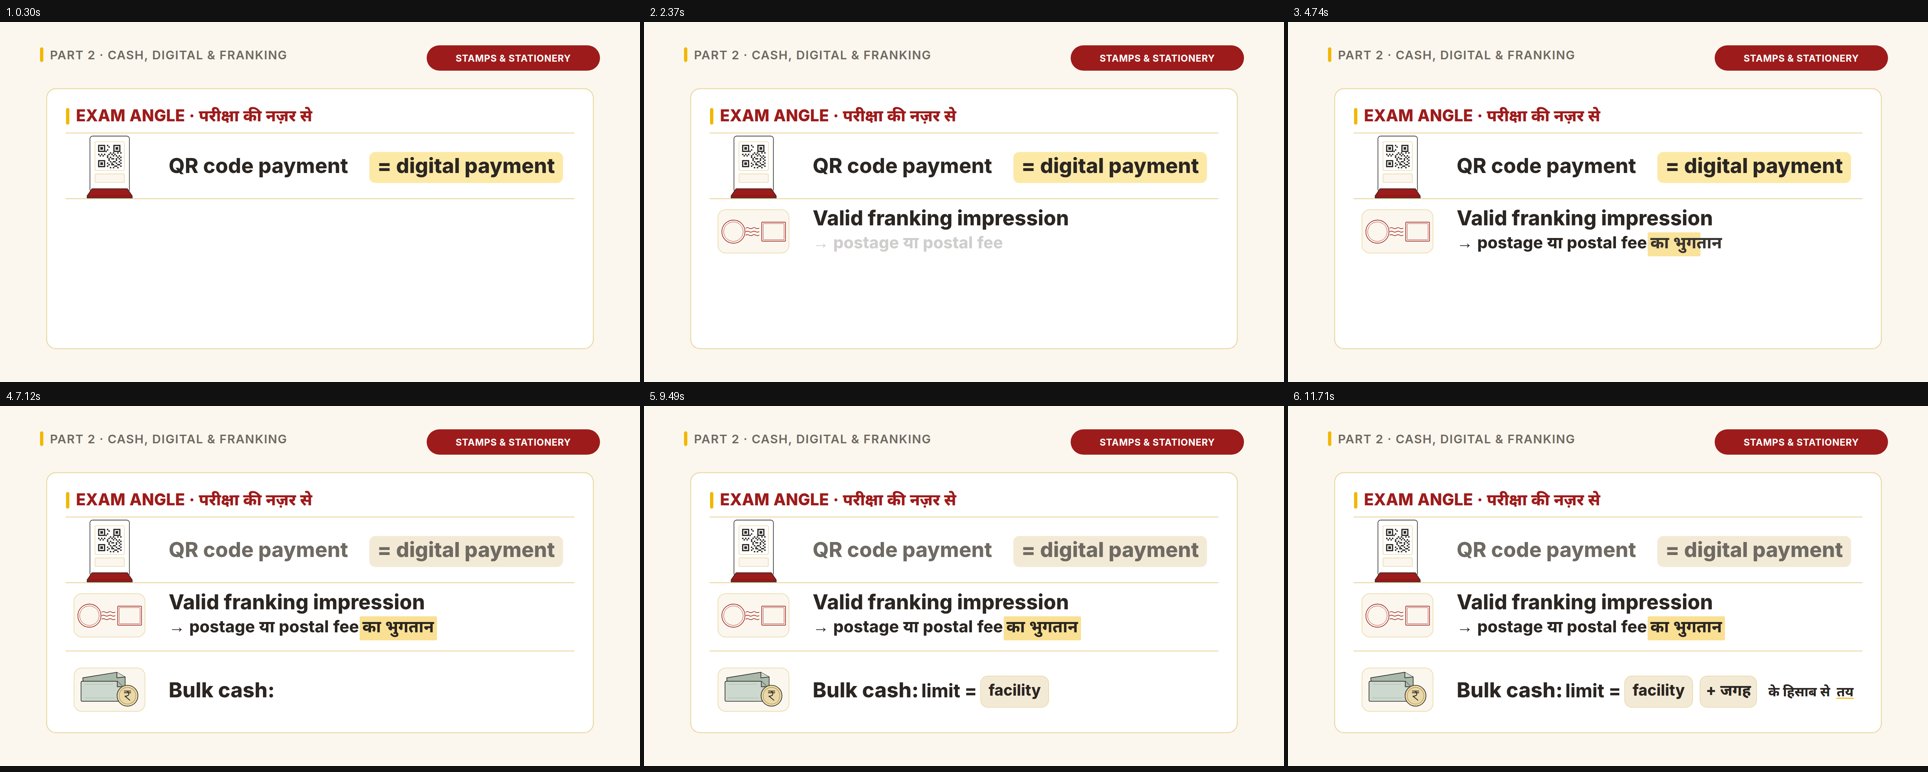 1. 0.30s
PART 2 · CASH, DIGITAL & FRANKING
STAMPS & STATIONERY
EXAM ANGLE · परीक्षा की नज़र से
QR code payment = digital payment
2. 2.37s
PART 2 · CASH, DIGITAL & FRANKING
STAMPS & STATIONERY
EXAM ANGLE · परीक्षा की नज़र से
QR code payment = digital payment
Valid franking impression
→ postage या postal fee
3. 4.74s
PART 2 · CASH, DIGITAL & FRANKING
STAMPS & STATIONERY
EXAM ANGLE · परीक्षा की नज़र से
QR code payment = digital payment
Valid franking impression
→ postage या postal fee का भुगतान
4. 7.12s
PART 2 · CASH, DIGITAL & FRANKING
STAMPS & STATIONERY
EXAM ANGLE · परीक्षा की नज़र से
QR code payment = digital payment
Valid franking impression
→ postage या postal fee का भुगतान
₹
Bulk cash:
5. 9.49s
PART 2 · CASH, DIGITAL & FRANKING
STAMPS & STATIONERY
EXAM ANGLE · परीक्षा की नज़र से
QR code payment = digital payment
Valid franking impression
→ postage या postal fee का भुगतान
₹
Bulk cash: limit = facility
6. 11.71s
PART 2 · CASH, DIGITAL & FRANKING
STAMPS & STATIONERY
EXAM ANGLE · परीक्षा की नज़र से
QR code payment = digital payment
Valid franking impression
→ postage या postal fee का भुगतान
₹
Bulk cash: limit = facility + जगह के हिसाब से तय